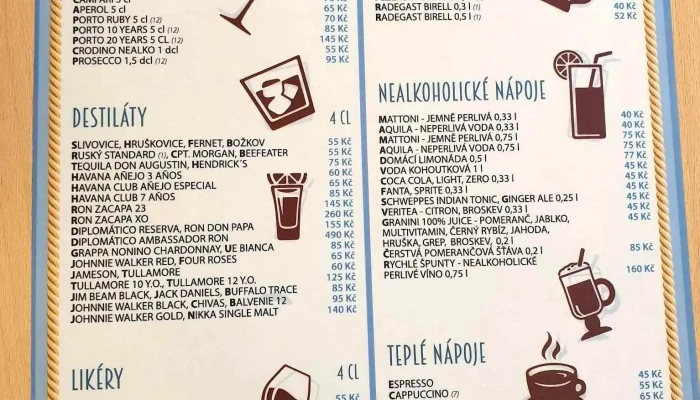 CAMPARI 5 cl
APEROL 5 cl 65 Kč
PORTO RUBY 5 cl (12) 70 Kč
PORTO 10 YEARS 5 cl (12) 85 Kč
PORTO 20 YEARS 5 CL (12) 145 Kč
CRODINO NEALKO 1 dcl 55 Kč
PROSECCO 1,5 dcl (12) 95 Kč
DESTILÁTY 4 CL
SLIVOVICE, HRUŠKOVICE, FERNET, BOŽKOV 55 Kč
RUSKÝ STANDARD (1), CPT. MORGAN, BEEFEATER 55 Kč
TEQUILA DON AUGUSTIN, HENDRICK´S 75 Kč
HAVANA AÑEJO 3 AÑOS 60 Kč
HAVANA CLUB AÑEJO ESPECIAL 65 Kč
HAVANA CLUB 7 AÑOS 85 Kč
RON ZACAPA 23 145 Kč
RON ZACAPA XO 260 Kč
DIPLOMÁTICO RESERVA, RON DON PAPA 155 Kč
DIPLOMÁTICO AMBASSADOR RON 490 Kč
GRAPPA NONINO CHARDONNAY, UE BIANCA 85 Kč
JOHNNIE WALKER RED, FOUR ROSES 65 Kč
JAMESON, TULLAMORE 60 Kč
TULLAMORE 10 Y.O., TULLAMORE 12 Y.O. 125 Kč
JIM BEAM BLACK, JACK DANIELS, BUFFALO TRACE 85 Kč
JOHNNIE WALKER BLACK, CHIVAS, BALVENIE 12 95 Kč
JOHNNIE WALKER GOLD, NIKKA SINGLE MALT 140 Kč
LIKÉRY 4 CL
55 Kč
RADEGAST BIRELL 0,3 l (1) 40 Kč
RADEGAST BIRELL 0,5 l (1) 52 Kč
NEALKOHOLICKÉ NÁPOJE
MATTONI - JEMNĚ PERLIVÁ 0,33 l 40 Kč
AQUILA - NEPERLIVÁ VODA 0,33 l 40 Kč
MATTONI - JEMNĚ PERLIVÁ 0,75 l 75 Kč
AQUILA - NEPERLIVÁ VODA 0,75 l 75 Kč
DOMÁCÍ LIMONÁDA 0,5 l 77 Kč
VODA KOHOUTKOVÁ 1 l 45 Kč
COCA COLA, LIGHT, ZERO 0,33 l 45 Kč
FANTA, SPRITE 0,33 l 45 Kč
SCHWEPPES INDIAN TONIC, GINGER ALE 0,25 l 45 Kč
VERITEA - CITRON, BROSKEV 0,33 l 45 Kč
GRANINI 100% JUICE - POMERANČ, JABLKO, 45 Kč
MULTIVITAMIN, ČERNÝ RYBÍZ, JAHODA,
HRUŠKA, GREP, BROSKEV, 0,2 l
ČERSTVÁ POMERANČOVÁ ŠŤÁVA 0,2 l 85 Kč
RYCHLÉ ŠPUNTY - NEALKOHOLICKÉ 160 Kč
PERLIVÉ VÍNO 0,75 l
TEPLÉ NÁPOJE
ESPRESSO 45 Kč
CAPPUCCINO (7) 55 Kč
65 Kč